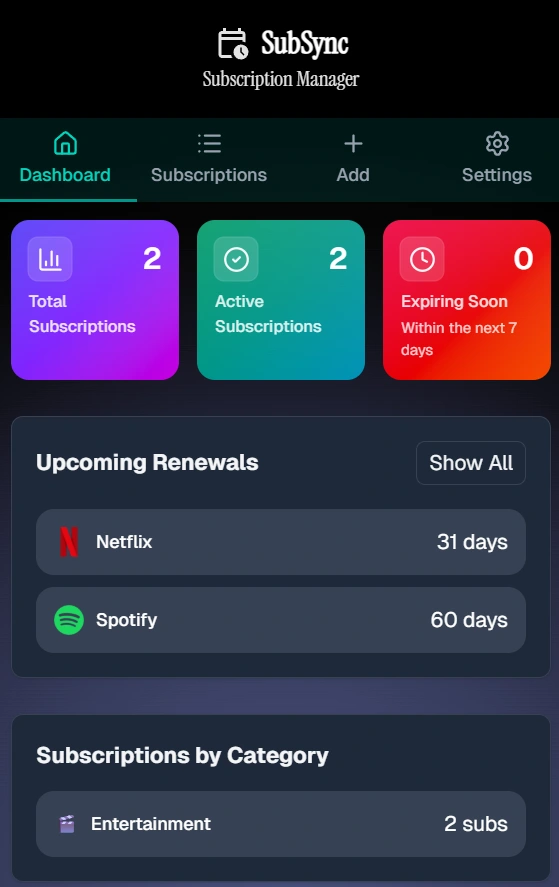 SubSync
Subscription Manager
Dashboard
Subscriptions
Add
Settings
2
Total
Subscriptions
2
Active
Subscriptions
0
Expiring Soon
Within the next 7
days
Upcoming Renewals
Show All
Netflix
31 days
Spotify
60 days
Subscriptions by Category
Entertainment
2 subs